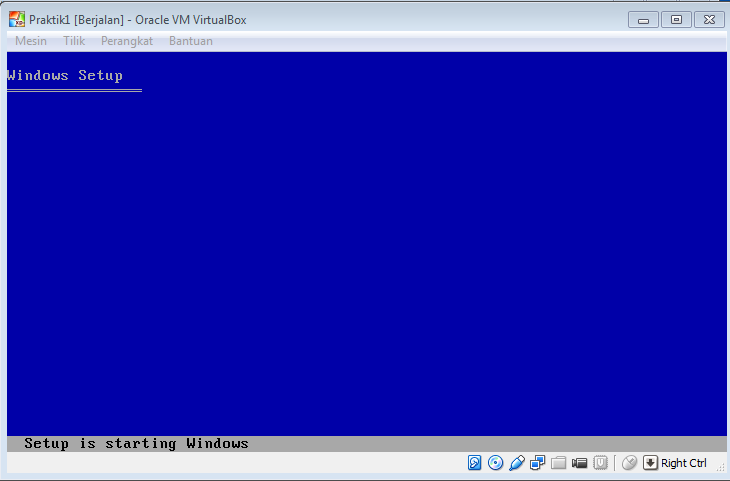 Praktik1 [Berjalan] - Oracle VM VirtualBox
Mesin Tilik Perangkat Bantuan
Windows Setup
Setup is starting Windows
Right Ctrl